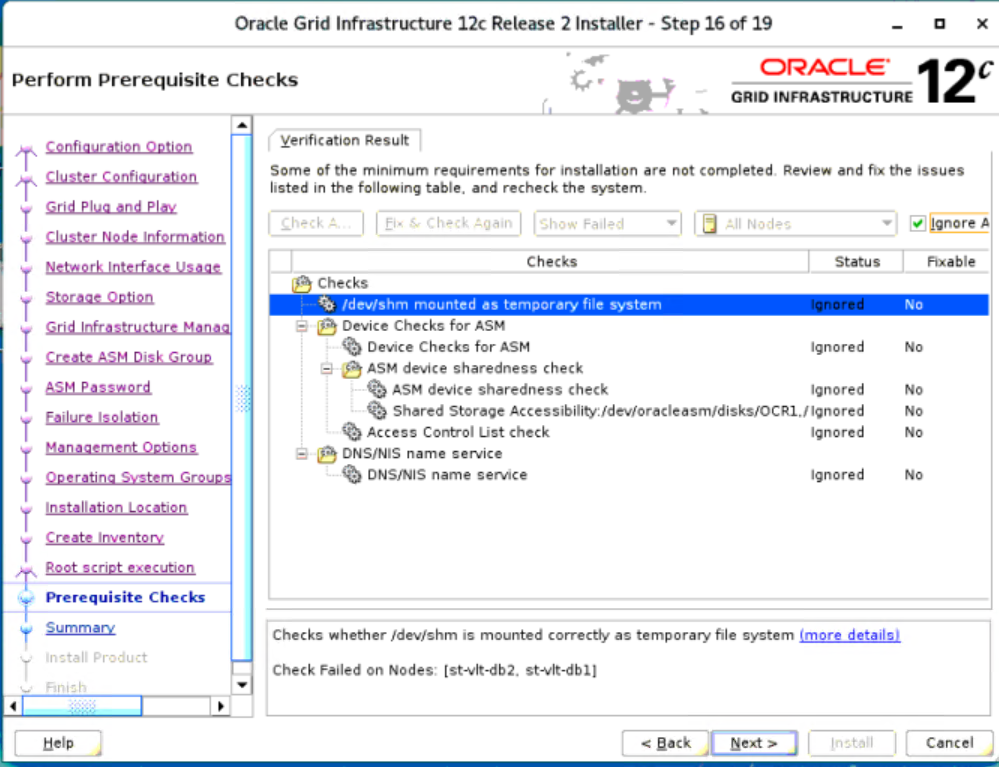 Oracle Grid Infrastructure 12c Release 2 Installer - Step 16 of 19
Perform Prerequisite Checks
ORACLE
GRID INFRASTRUCTURE
12c
Configuration Option
Cluster Configuration
Grid Plug and Play
Cluster Node Information
Network Interface Usage
Storage Option
Grid Infrastructure Manag
Create ASM Disk Group
ASM Password
Failure Isolation
Management Options
Operating System Groups
Installation Location
Create Inventory
Root script execution
Prerequisite Checks
Summary
Install Product
Finish
Verification Result
Some of the minimum requirements for installation are not completed. Review and fix the issues
listed in the following table, and recheck the system.
Check A... Fix & Check Again Show Failed All Nodes Ignore A
Checks Status Fixable
Checks
/dev/shm mounted as temporary file system Ignored No
Device Checks for ASM
Device Checks for ASM Ignored No
ASM device sharedness check
ASM device sharedness check Ignored No
Shared Storage Accessibility:/dev/oracleasm/disks/OCR1,/ Ignored No
Access Control List check Ignored No
DNS/NIS name service
DNS/NIS name service Ignored No
Checks whether /dev/shm is mounted correctly as temporary file system (more details)
Check Failed on Nodes: [st-vlt-db2, st-vlt-db1]
Help < Back Next > Install Cancel